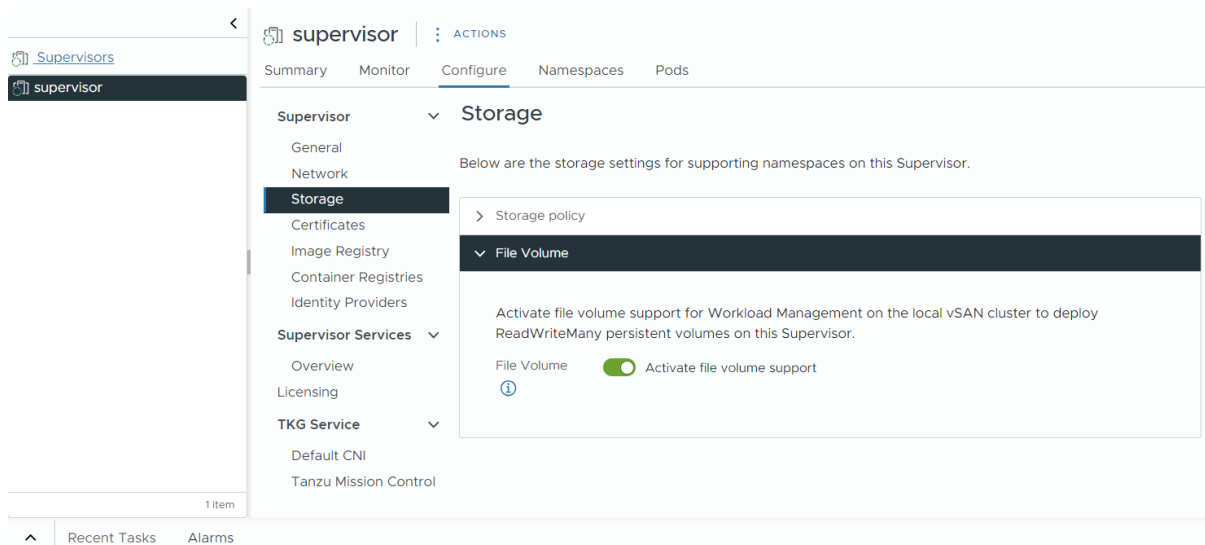 supervisor
ACTIONS
Supervisors
supervisor
Summary Monitor Configure Namespaces Pods
Supervisor
General
Network
Storage
Certificates
Image Registry
Container Registries
Identity Providers
Supervisor Services
Overview
Licensing
TKG Service
Default CNI
Tanzu Mission Control
Storage
Below are the storage settings for supporting namespaces on this Supervisor.
Storage policy
File Volume
Activate file volume support for Workload Management on the local vSAN cluster to deploy
ReadWriteMany persistent volumes on this Supervisor.
File Volume
Activate file volume support
1 item
Recent Tasks Alarms